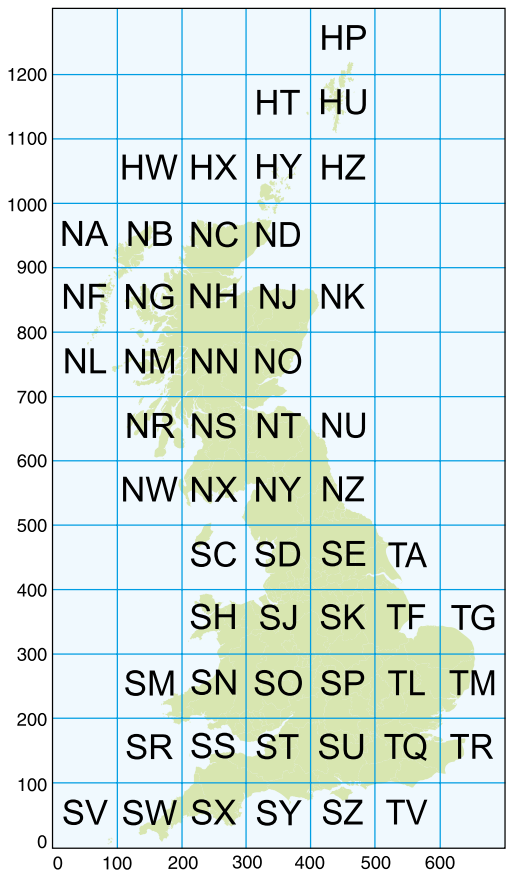 HP
1200
HT HU
1100
HW HX HY HZ
1000
NA NB NC ND
900
NF NG NH NJ NK
800
NL NM NN NO
700
NR NS NT NU
600
NW NX NY NZ
500
SC SD SE TA
400
SH SJ SK TF TG
300
SM SN SO SP TL TM
200
SR SS ST SU TQ TR
100
SV SW SX SY SZ TV
0
0 100 200 300 400 500 600